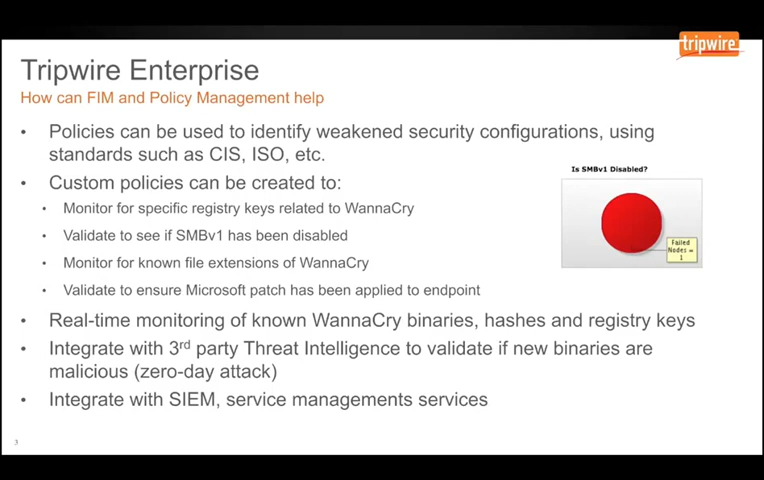 tripwire
Tripwire Enterprise
How can FIM and Policy Management help
• Policies can be used to identify weakened security configurations, using
standards such as CIS, ISO, etc.
• Custom policies can be created to:
• Monitor for specific registry keys related to WannaCry
• Validate to see if SMBv1 has been disabled
• Monitor for known file extensions of WannaCry
• Validate to ensure Microsoft patch has been applied to endpoint
Is SMBv1 Disabled?
Failed
Nodes =
1
• Real-time monitoring of known WannaCry binaries, hashes and registry keys
• Integrate with 3rd party Threat Intelligence to validate if new binaries are
malicious (zero-day attack)
• Integrate with SIEM, service managements services
3